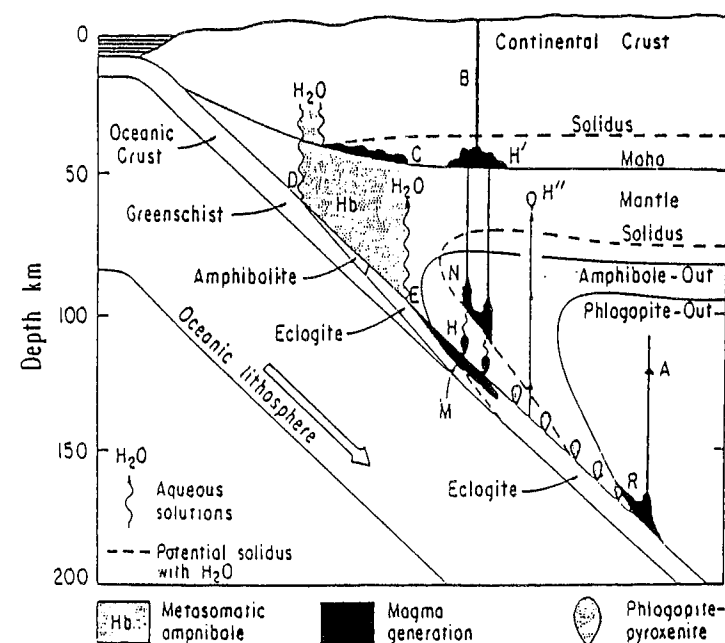 0
Continental Crust
B
H₂O
Oceanic
Crust
Solidus
C
H'
Moho
50
D
H₂O
H"
Mantle
Greenschist
Hb
Solidus
Amphibolite
N
Amphibole-Out
E
Phlogopite-Out
100
Eclogite
H
A
Depth km
Oceanic
lithosphere
M
150
H₂O
R
Aqueous
solutions
Eclogite
Potential solidus
with H₂O
200
Hb
Metasomatic
ampnibole
Magma
generation
Phlogopite-
pyroxenite